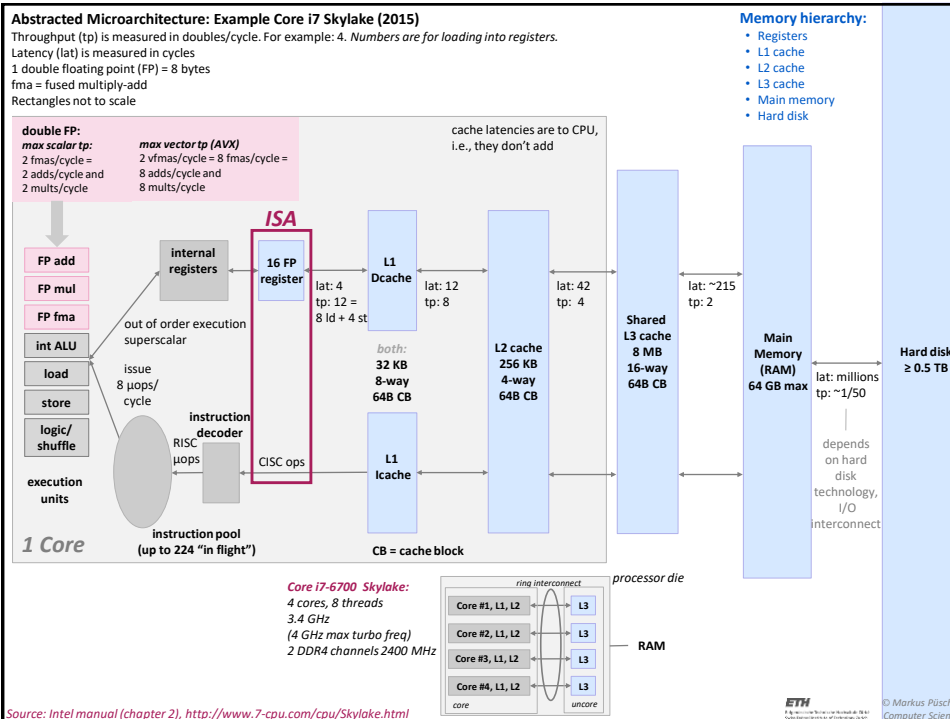 Abstracted Microarchitecture: Example Core i7 Skylake (2015)
Throughput (tp) is measured in doubles/cycle. For example: 4. Numbers are for loading into registers.
Latency (lat) is measured in cycles
1 double floating point (FP) = 8 bytes
fma = fused multiply-add
Rectangles not to scale
Memory hierarchy:
• Registers
• L1 cache
• L2 cache
• L3 cache
• Main memory
• Hard disk
double FP:
max scalar tp:
2 fmas/cycle =
2 adds/cycle and
2 mults/cycle
max vector tp (AVX)
2 vfmas/cycle = 8 fmas/cycle =
8 adds/cycle and
8 mults/cycle
cache latencies are to CPU,
i.e., they don't add
ISA
FP add
FP mul
FP fma
int ALU
load
store
logic/
shuffle
execution
units
internal
registers
out of order execution
superscalar
issue
8 μops/
cycle
RISC
μops
instruction
decoder
CISC ops
instruction pool
(up to 224 "in flight")
1 Core
16 FP
register
lat: 4
tp: 12 =
8 ld + 4 st
L1
Dcache
both:
32 KB
8-way
64B CB
L1
Icache
CB = cache block
lat: 12
tp: 8
L2 cache
256 KB
4-way
64B CB
lat: 42
tp: 4
Shared
L3 cache
8 MB
16-way
64B CB
lat: ~215
tp: 2
Main
Memory
(RAM)
64 GB max
lat: millions
tp: ~1/50
depends
on hard
disk
technology,
I/O
interconnect
Hard disk
≥ 0.5 TB
Core i7-6700 Skylake:
4 cores, 8 threads
3.4 GHz
(4 GHz max turbo freq)
2 DDR4 channels 2400 MHz
ring interconnect
processor die
Core #1, L1, L2
L3
Core #2, L1, L2
L3
Core #3, L1, L2
L3
Core #4, L1, L2
L3
core
uncore
RAM
Source: Intel manual (chapter 2), http://www.7-cpu.com/cpu/Skylake.html
ETH
© Markus Püsch
Computer Scien